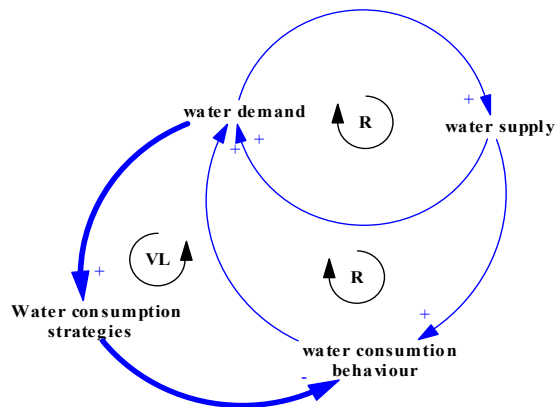 +
R
water demand
+
+
water supply
VL
+
R
Water consumption
strategies
+
water consumtion
behaviour
-